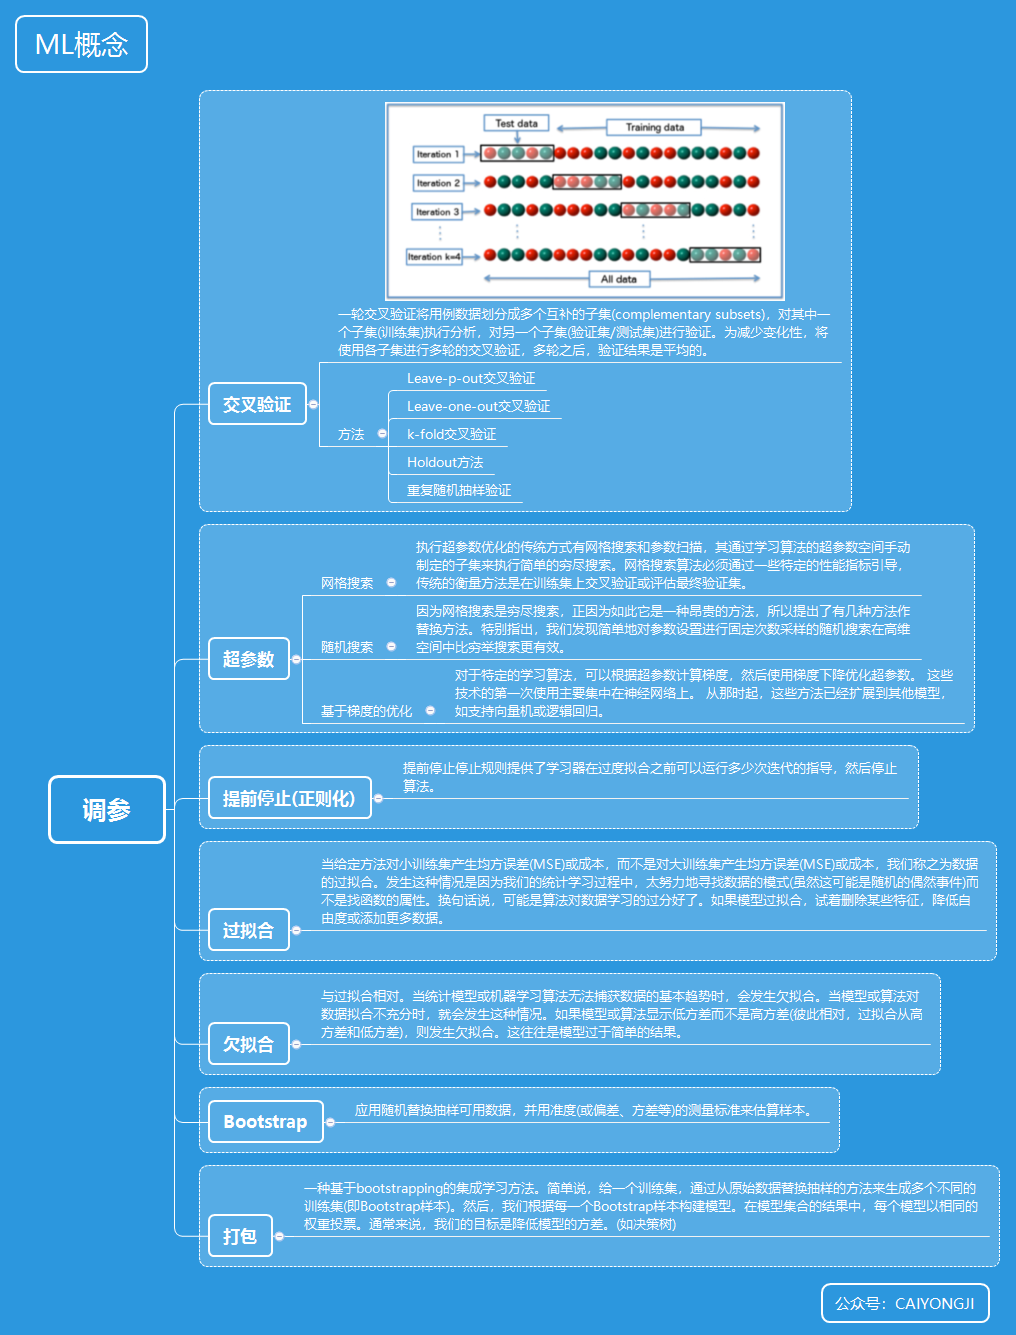 ML概念
Test data
Training data
Iteration 1
Iteration 2
Iteration 3
Iteration k=4
All data
一轮交叉验证将用例数据划分成多个互补的子集(complementary subsets)，对其中一
个子集(训练集)执行分析，对另一个子集(验证集/测试集)进行验证。为减少变化性，将
使用各子集进行多轮的交叉验证，多轮之后，验证结果是平均的。
交叉验证
方法
Leave-p-out交叉验证
Leave-one-out交叉验证
k-fold交叉验证
Holdout方法
重复随机抽样验证
超参数
网格搜索
执行超参数优化的传统方式有网格搜索和参数扫描，其通过学习算法的超参数空间手动
制定的子集来执行简单的穷尽搜索。网格搜索算法必须通过一些特定的性能指标引导，
传统的衡量方法是在训练集上交叉验证或评估最终验证集。
随机搜索
因为网格搜索是穷尽搜索，正因为如此它是一种昂贵的方法，所以提出了有几种方法作
替换方法。特别指出，我们发现简单地对参数设置进行固定次数采样的随机搜索在高维
空间中比穷举搜索更有效。
基于梯度的优化
对于特定的学习算法，可以根据超参数计算梯度，然后使用梯度下降优化超参数。 这些
技术的第一次使用主要集中在神经网络上。 从那时起，这些方法已经扩展到其他模型，
如支持向量机或逻辑回归。
调参
提前停止(正则化)
提前停止停止规则提供了学习器在过度拟合之前可以运行多少次迭代的指导，然后停止
算法。
过拟合
当给定方法对小训练集产生均方误差(MSE)或成本，而不是对大训练集产生均方误差(MSE)或成本，我们称之为数据
的过拟合。发生这种情况是因为我们的统计学习过程中，太努力地寻找数据的模式(虽然这可能是随机的偶然事件)而
不是找函数的属性。换句话说，可能是算法对数据学习的过分好了。如果模型过拟合，试着删除某些特征，降低自
由度或添加更多数据。
欠拟合
与过拟合相对。当统计模型或机器学习算法无法捕获数据的基本趋势时，会发生欠拟合。当模型或算法对
数据拟合不充分时，就会发生这种情况。如果模型或算法显示低方差而不是高方差(彼此相对，过拟合从高
方差和低方差)，则发生欠拟合。这往往是模型过于简单的结果。
Bootstrap
应用随机替换抽样可用数据，并用准度(或偏差、方差等)的测量标准来估算样本。
打包
一种基于bootstrapping的集成学习方法。简单说，给一个训练集，通过从原始数据替换抽样的方法来生成多个不同的
训练集(即Bootstrap样本)。然后，我们根据每一个Bootstrap样本构建模型。在模型集合的结果中，每个模型以相同的
权重投票。通常来说，我们的目标是降低模型的方差。(如决策树)
公众号：CAIYONGJI